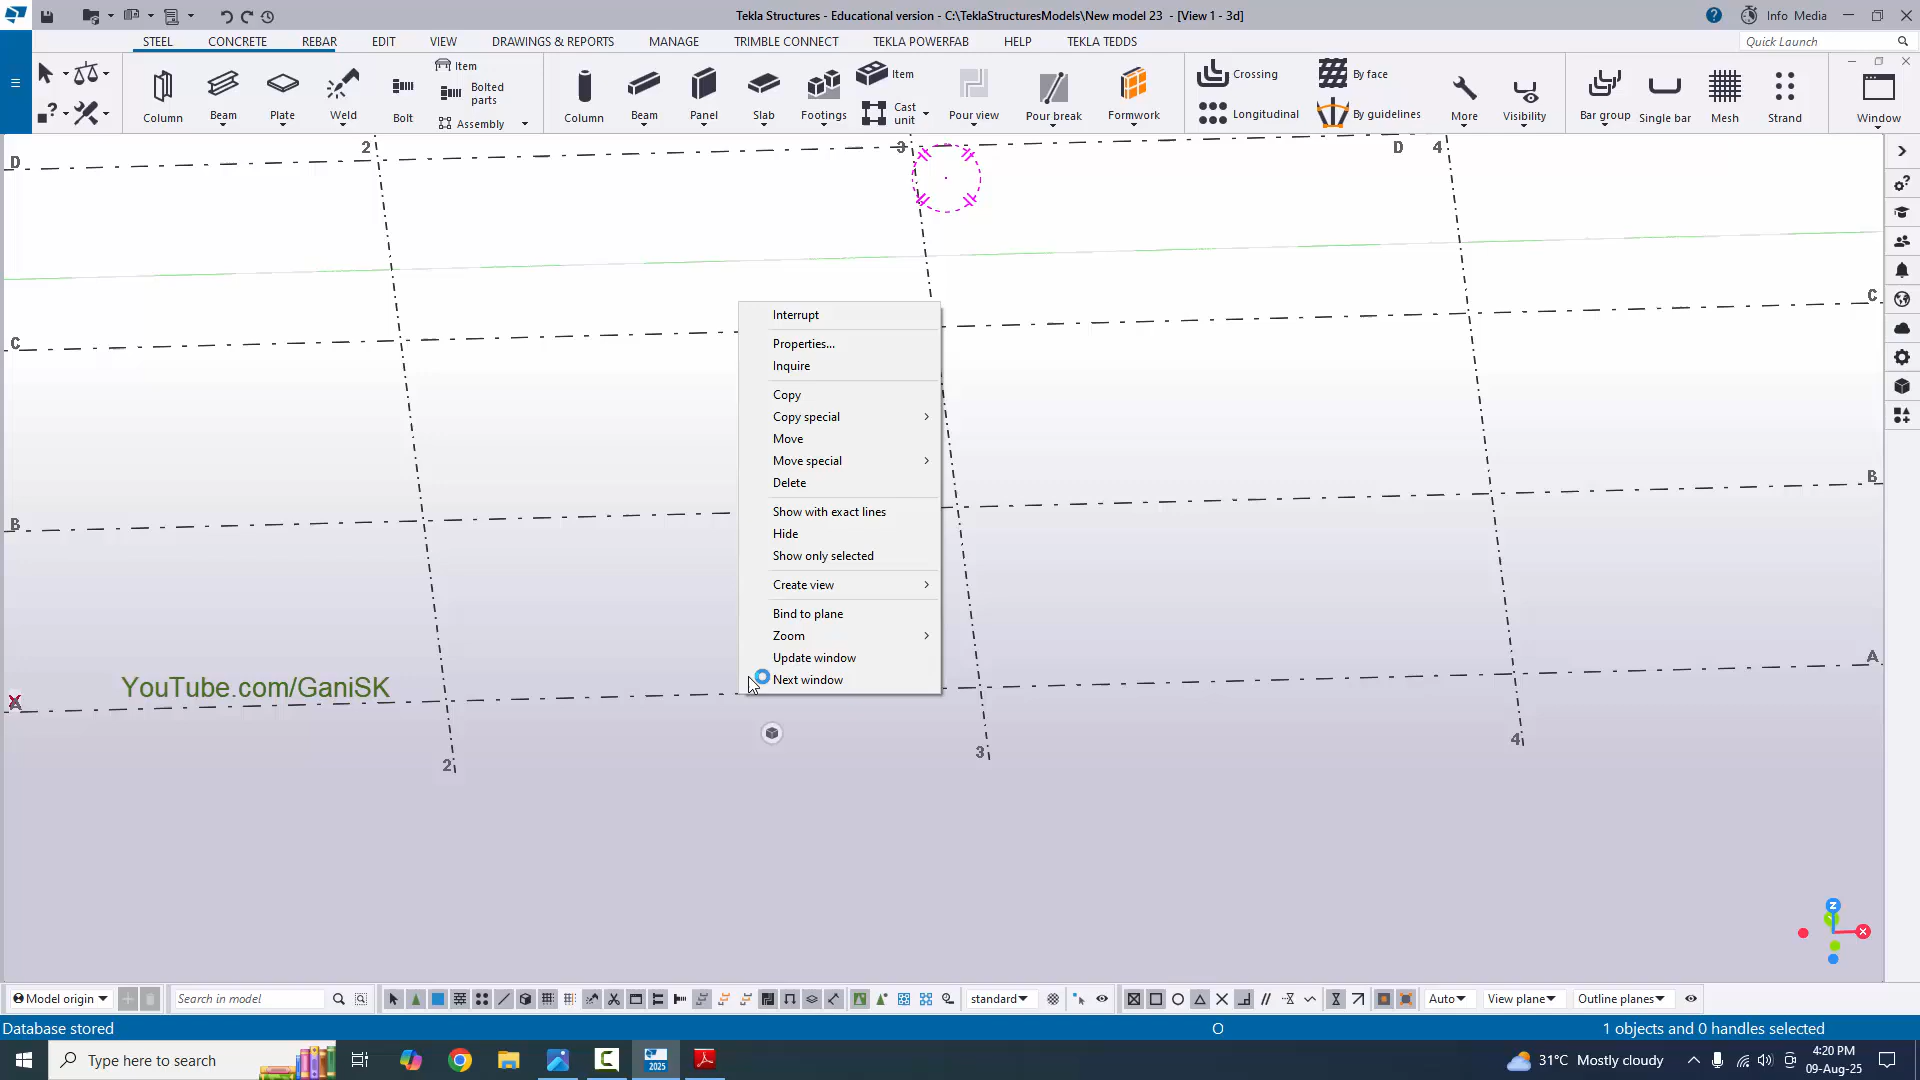 Tekla Structures - Educational version - C:\TeklaStructuresModels\New model 23 - [View 1 - 3d]
Info Media
STEEL CONCRETE REBAR EDIT VIEW DRAWINGS & REPORTS MANAGE TRIMBLE CONNECT TEKLA POWERFAB HELP TEKLA TEDDS Quick Launch
Column Beam Plate Weld Bolt Item Bolted parts Assembly
Column Beam Panel Slab Footings Item Cast unit Pour view Pour break Formwork
Crossing Longitudinal By face By guidelines More Visibility Bar group Single bar Mesh Strand Window
D 2 3 D 4
C C
B B
A A
2 3 4
Interrupt
Properties...
Inquire
Copy
Copy special
Move
Move special
Delete
Show with exact lines
Hide
Show only selected
Create view
Bind to plane
Zoom
Update window
Next window
YouTube.com/GaniSK
Z
X
Model origin Search in model standard Auto View plane Outline planes
Database stored O 1 objects and 0 handles selected
Type here to search 2025 31°C Mostly cloudy 4:20 PM
09-Aug-25